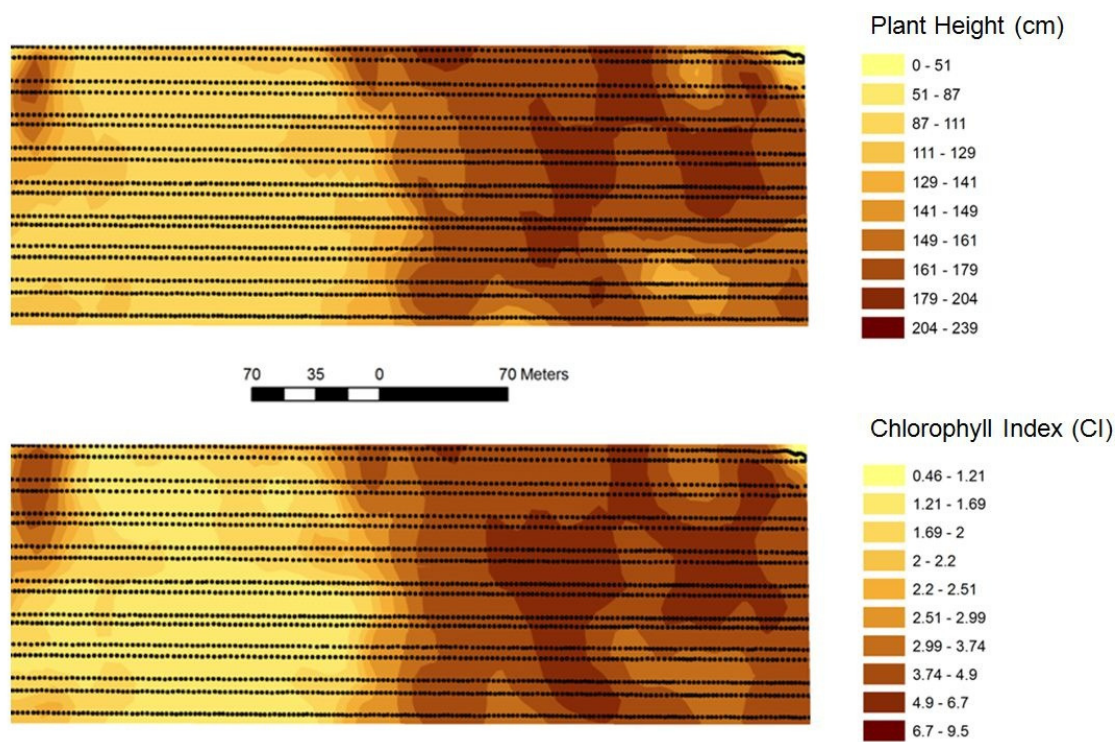 Plant Height (cm)
0 - 51
51 - 87
87 - 111
111 - 129
129 - 141
141 - 149
149 - 161
161 - 179
179 - 204
204 - 239
70 35 0 70 Meters
Chlorophyll Index (CI)
0.46 - 1.21
1.21 - 1.69
1.69 - 2
2 - 2.2
2.2 - 2.51
2.51 - 2.99
2.99 - 3.74
3.74 - 4.9
4.9 - 6.7
6.7 - 9.5